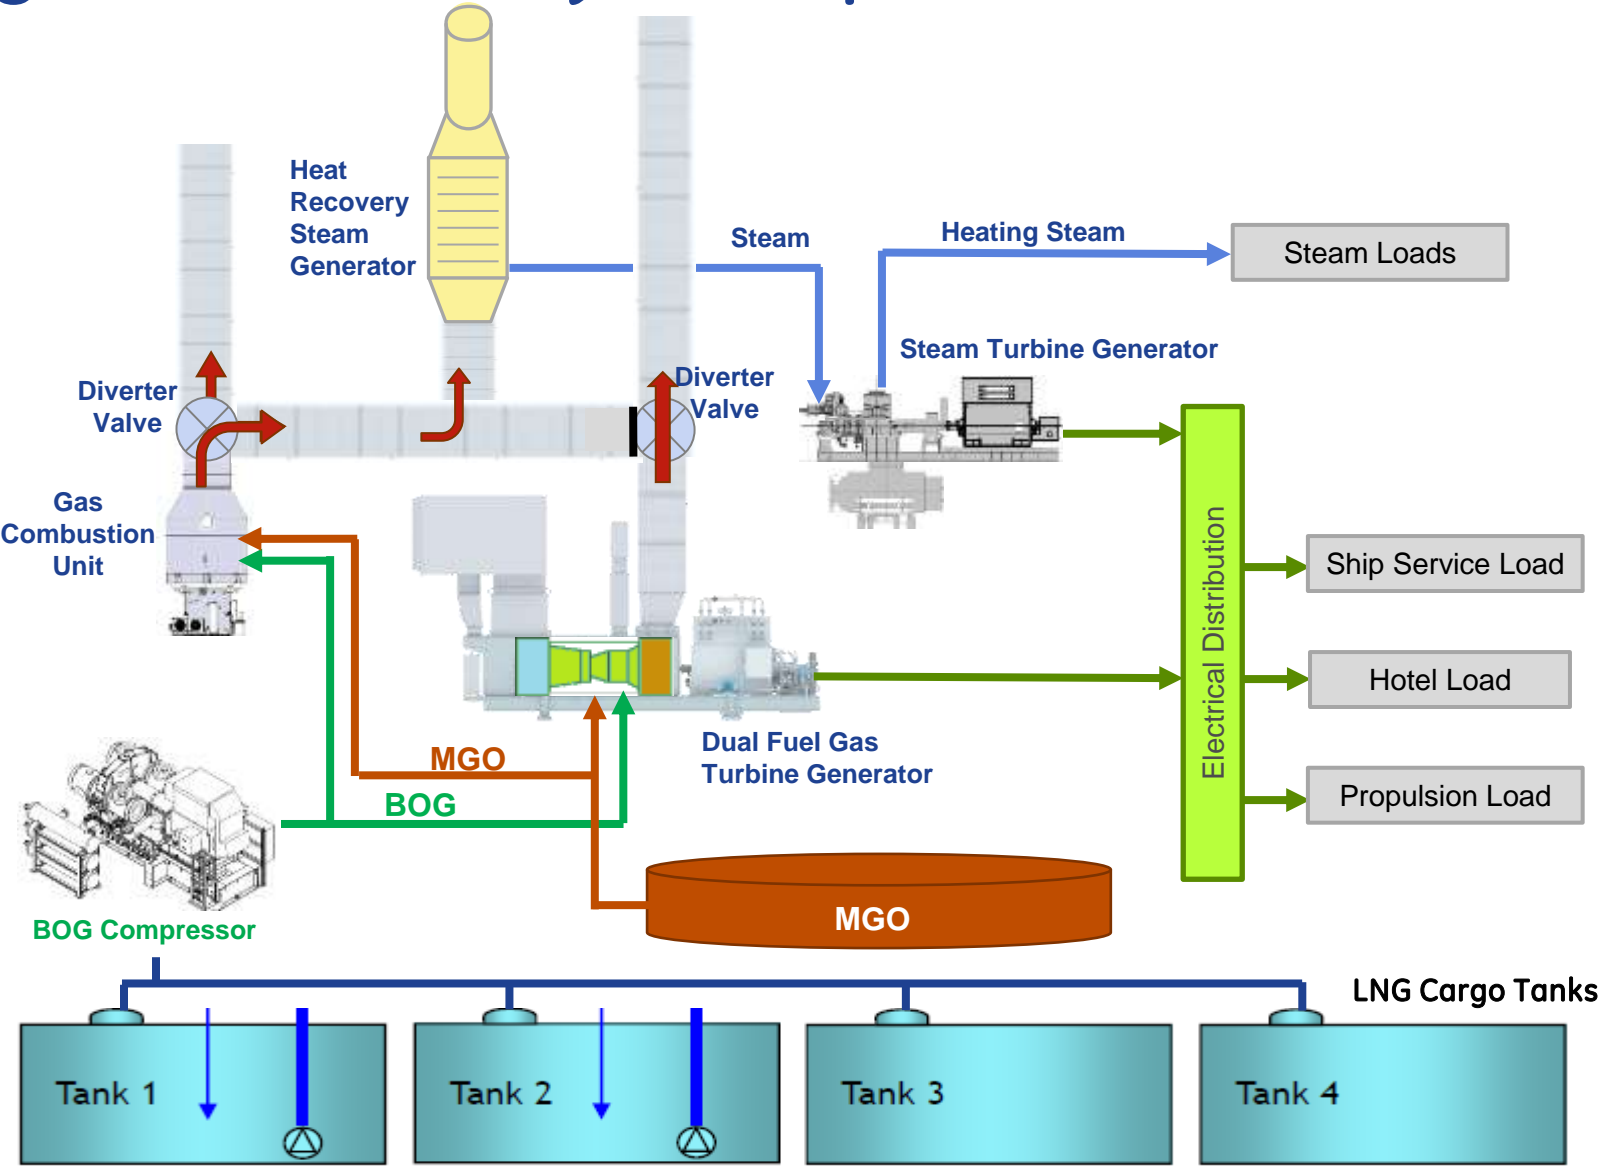 Heat
Recovery
Steam
Generator
Steam
Heating Steam
Steam Loads
Steam Turbine Generator
Diverter
Valve
Diverter
Valve
Gas
Combustion
Unit
Electrical Distribution
Ship Service Load
Hotel Load
Propulsion Load
Dual Fuel Gas
Turbine Generator
MGO
BOG
BOG Compressor
MGO
LNG Cargo Tanks
Tank 1
Tank 2
Tank 3
Tank 4